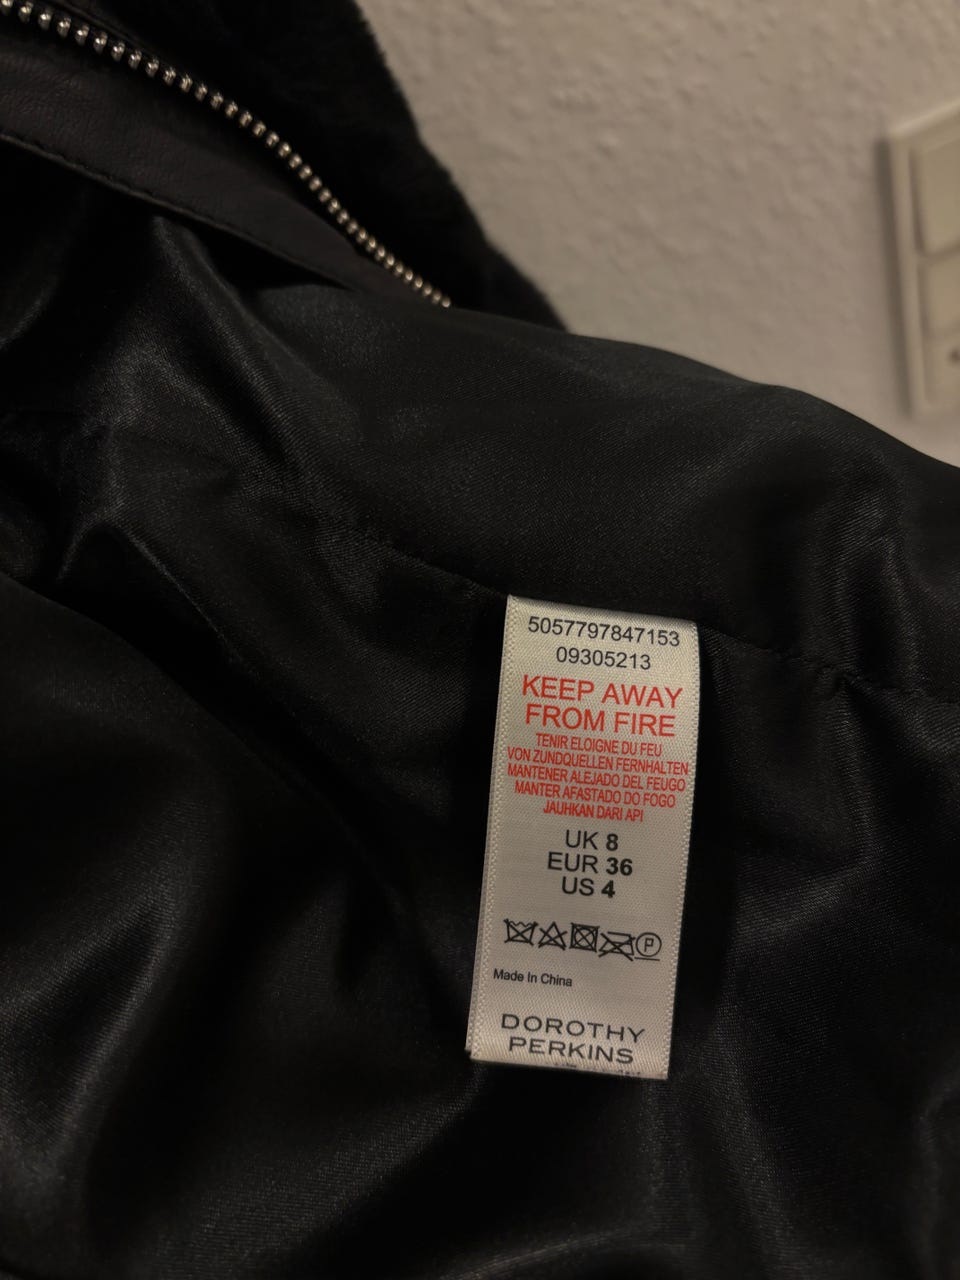 5057797847153
09305213
KEEP AWAY
FROM FIRE
TENIR ELOIGNE DU FEU
VON ZUNDQUELLEN FERNHALTEN
MANTENER ALEJADO DEL FEUGO
MANTER AFASTADO DO FOGO
JAUHKAN DARI API
UK 8
EUR 36
US 4
P
Made In China
DOROTHY
PERKINS